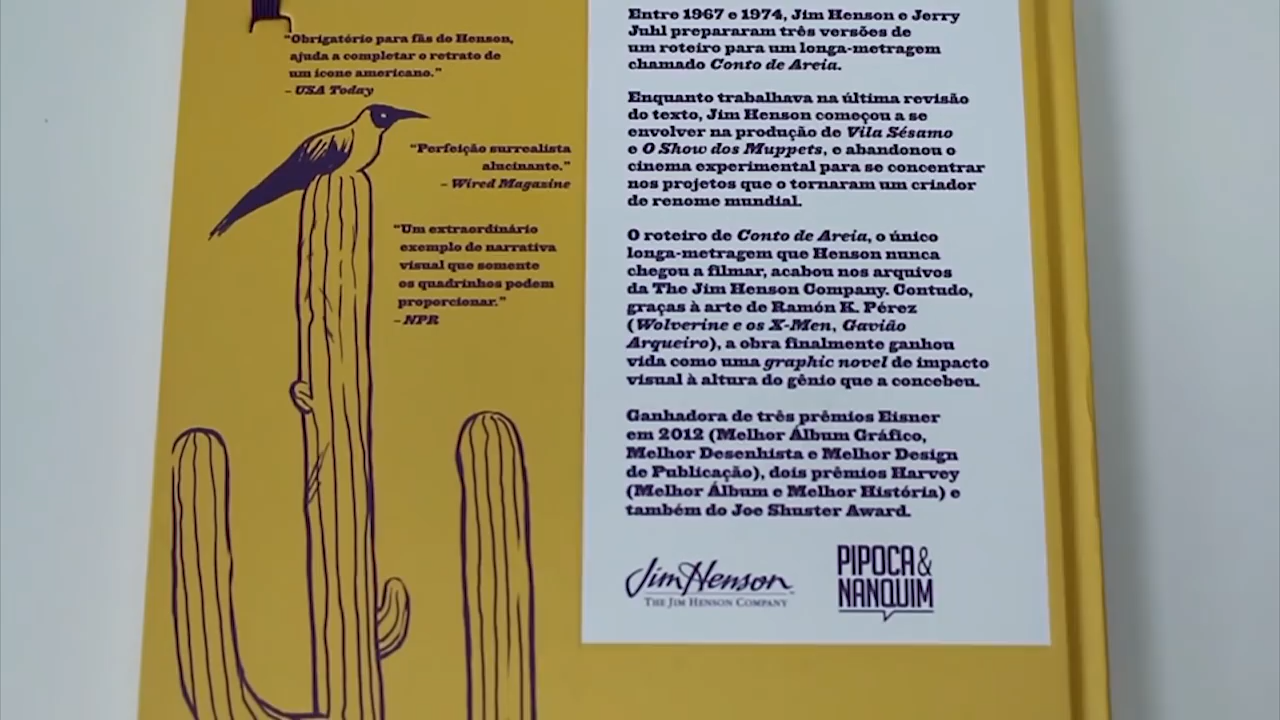 “Obrigatório para fãs do Henson,
ajuda a completar o retrato de
um ícone americano.”
– USA Today
“Perfeição surrealista
alucinante.”
– Wired Magazine
“Um extraordinário
exemplo de narrativa
visual que somente
os quadrinhos podem
proporcionar.”
– NPR
Entre 1967 e 1974, Jim Henson e Jerry
Juhl prepararam três versões de
um roteiro para um longa-metragem
chamado Conto de Areia.
Enquanto trabalhava na última revisão
do texto, Jim Henson começou a se
envolver na produção de Vila Sésamo
e O Show dos Muppets, e abandonou o
cinema experimental para se concentrar
nos projetos que o tornaram um criador
de renome mundial.
O roteiro de Conto de Areia, o único
longa-metragem que Henson nunca
chegou a filmar, acabou nos arquivos
da The Jim Henson Company. Contudo,
graças à arte de Ramón K. Pérez
(Wolverine e os X-Men, Gavião
Arqueiro), a obra finalmente ganhou
vida como uma graphic novel de impacto
visual à altura do gênio que a concebeu.
Ganhadora de três prêmios Eisner
em 2012 (Melhor Álbum Gráfico,
Melhor Desenhista e Melhor Design
de Publicação), dois prêmios Harvey
(Melhor Álbum e Melhor História) e
também do Joe Shuster Award.
Jim Henson
THE JIM HENSON COMPANY
PIPOCA &
NANQUIM